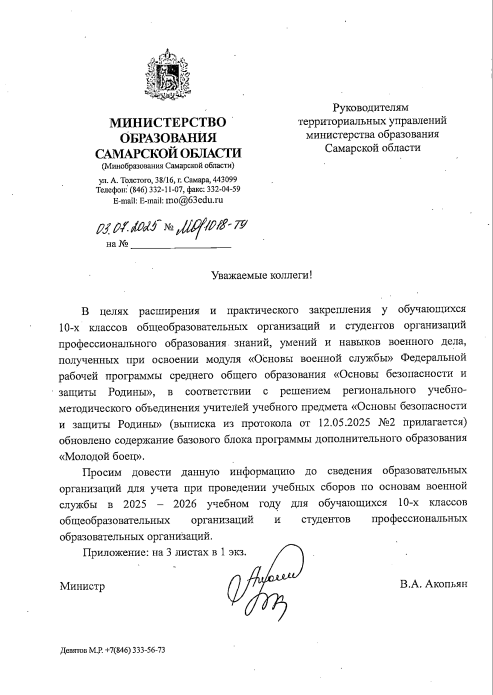 МИНИСТЕРСТВО
ОБРАЗОВАНИЯ
САМАРСКОЙ ОБЛАСТИ
(Минобразования Самарской области)
ул. А. Толстого, 38/16, г. Самара, 443099
Телефон: (846) 332-11-07, факс: 332-04-59
E-mail: E-mail: mo@63edu.ru
03.07.2025 № МО/1018-ТУ
на №
Руководителям
территориальных управлений
министерства образования
Самарской области
Уважаемые коллеги!
В целях расширения и практического закрепления у обучающихся
10-х классов общеобразовательных организаций и студентов организаций
профессионального образования знаний, умений и навыков военного дела,
полученных при освоении модуля «Основы военной службы» Федеральной
рабочей программы среднего общего образования «Основы безопасности и
защиты Родины», в соответствии с решением регионального учебно-
методического объединения учителей учебного предмета «Основы безопасности
и защиты Родины» (выписка из протокола от 12.05.2025 №2 прилагается)
обновлено содержание базового блока программы дополнительного образования
«Молодой боец».
Просим довести данную информацию до сведения образовательных
организаций для учета при проведении учебных сборов по основам военной
службы в 2025 – 2026 учебном году для обучающихся 10-х классов
общеобразовательных организаций и студентов профессиональных
образовательных организаций.
Приложение: на 3 листах в 1 экз.
Министр
В.А. Акопьян
Девятов М.Р. +7(846) 333-56-73